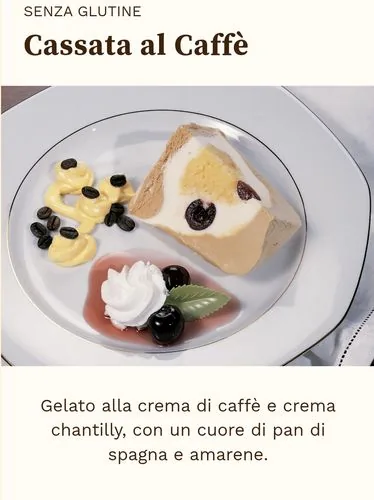 SENZA GLUTINE
Cassata al Caffè
Gelato alla crema di caffè e crema
chantilly, con un cuore di pan di
spagna e amarene.